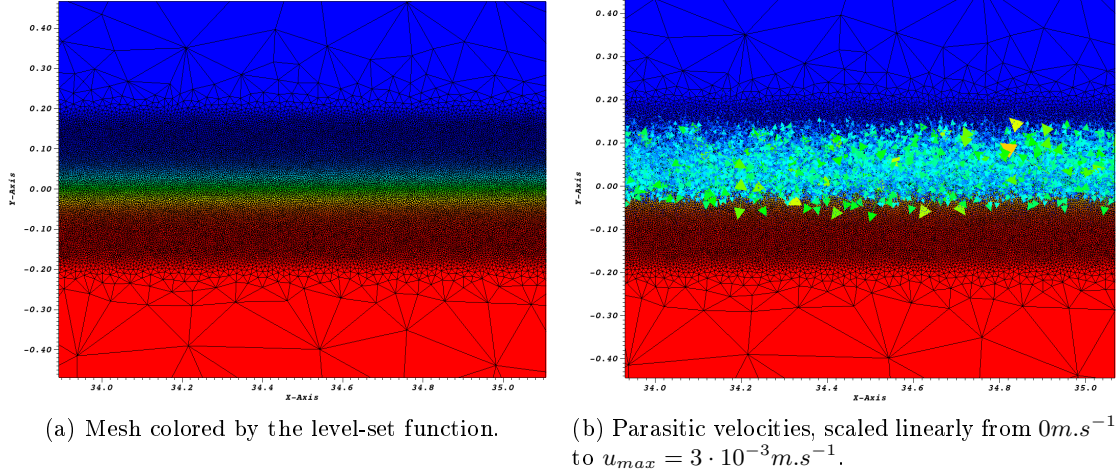 0.40
0.30
0.20
0.10
0.00
-0.10
-0.20
-0.30
-0.40
Y-Axis
34.0 34.2 34.4 34.6 34.8 35.0
X-Axis
0.40
0.30
0.20
0.10
0.00
-0.10
-0.20
-0.30
-0.40
Y-Axis
34.0 34.2 34.4 34.6 34.8 35.0
X-Axis
(a) Mesh colored by the level-set function.
(b) Parasitic velocities, scaled linearly from 0m.s⁻¹
to u_max = 3 · 10⁻³m.s⁻¹.